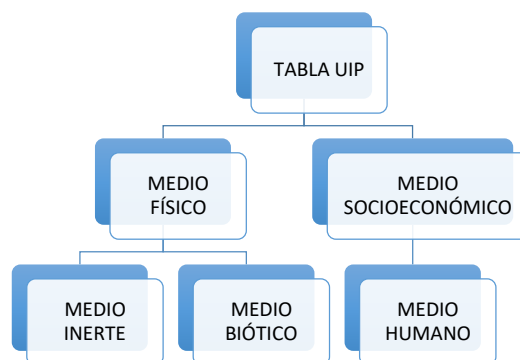 TABLA UIP
MEDIO
FÍSICO
MEDIO
SOCIOECONÓMICO
MEDIO
INERTE
MEDIO
BIÓTICO
MEDIO
HUMANO